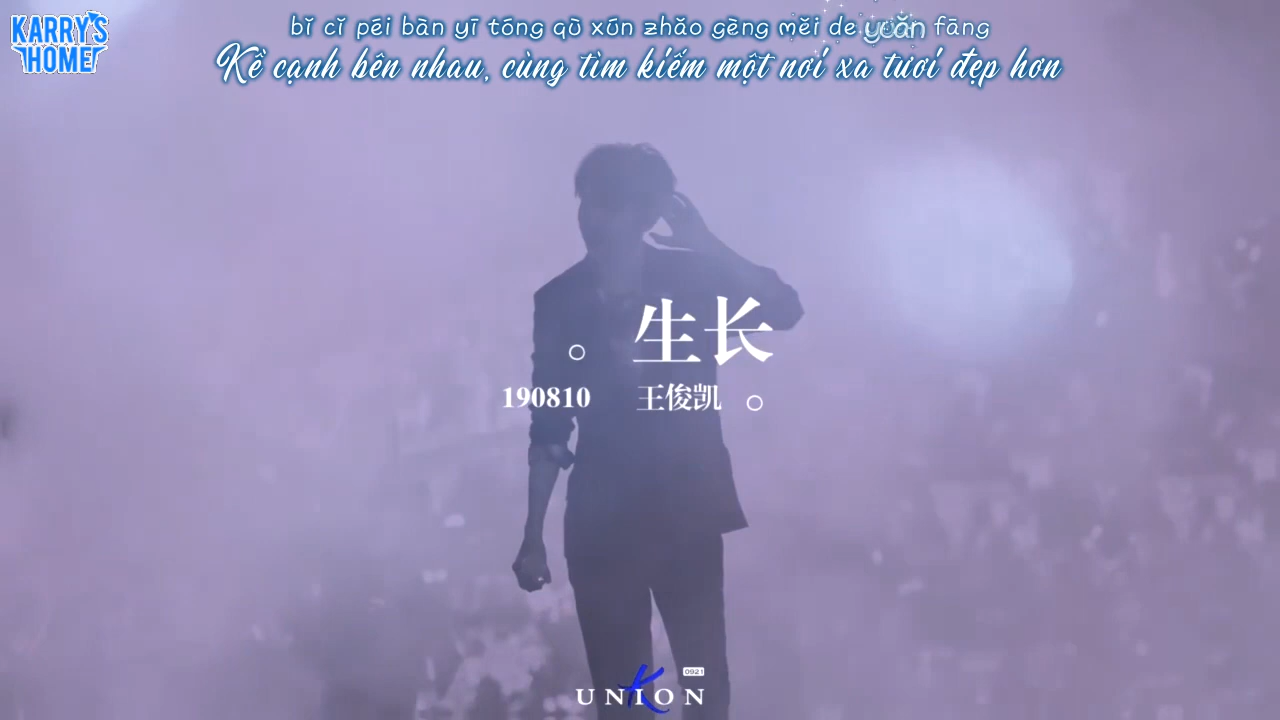 KARRY'S
HOME
bǐ cǐ péi bàn yī tóng qù xún zhǎo gèng měi de yuǎn fāng
Kề cạnh bên nhau, cùng tìm kiếm một nơi xa tươi đẹp hơn
生长
190810 王俊凯
0921
UNION
K